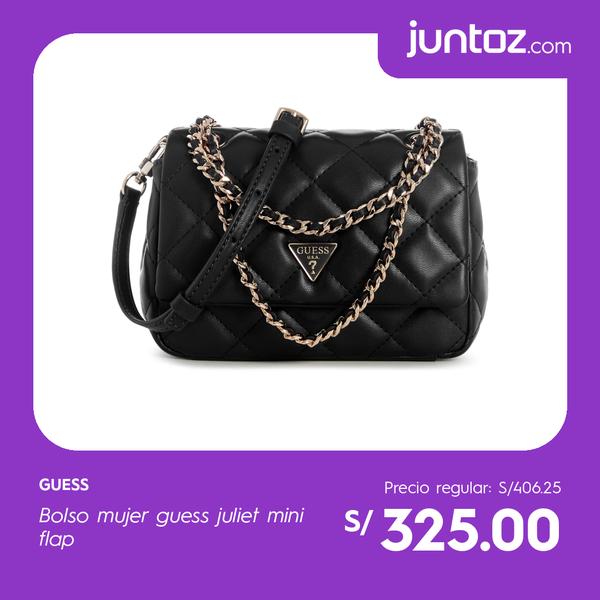 juntoz.com
GUESS
U.S.A.
?
GUESS
Bolso mujer guess juliet mini
flap
Precio regular: S/406.25
S/ 325.00